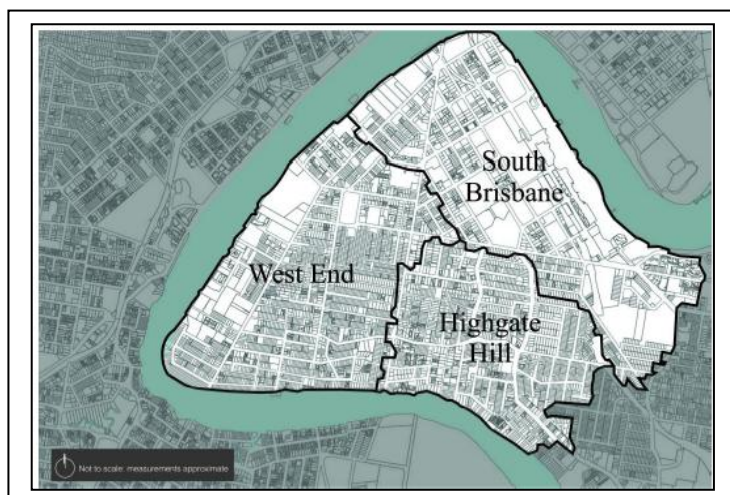 South
Brisbane
West End
Highgate
Hill
Not to scale: measurements approximate